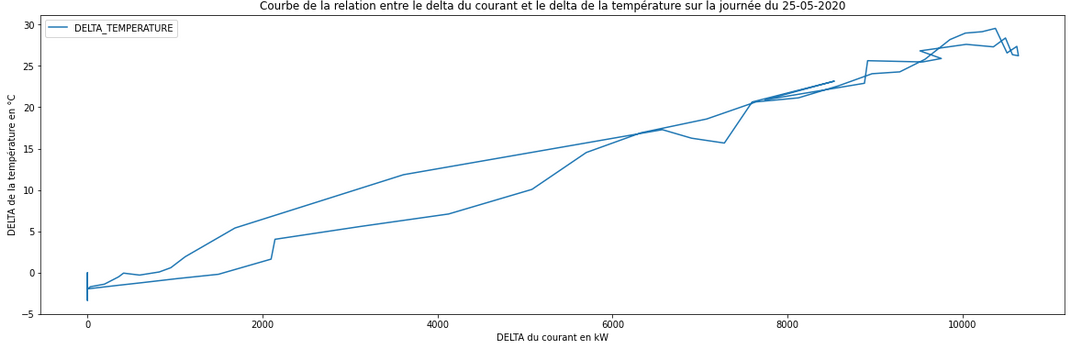 Courbe de la relation entre le delta du courant et le delta de la température sur la journée du 25-05-2020
DELTA_TEMPERATURE
DELTA de la température en °C
30
25
20
15
10
5
0
−5
0 2000 4000 6000 8000 10000
DELTA du courant en kW